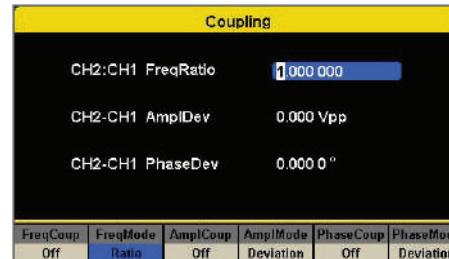 Coupling
CH2:CH1 FreqRatio 1.000 000
CH2-CH1 AmplDev 0.000 Vpp
CH2-CH1 PhaseDev 0.000 0 °
FreqCoup FreqMode AmplCoup AmplMode PhaseCoup PhaseMod
Off Ratio Off Deviation Off Deviation